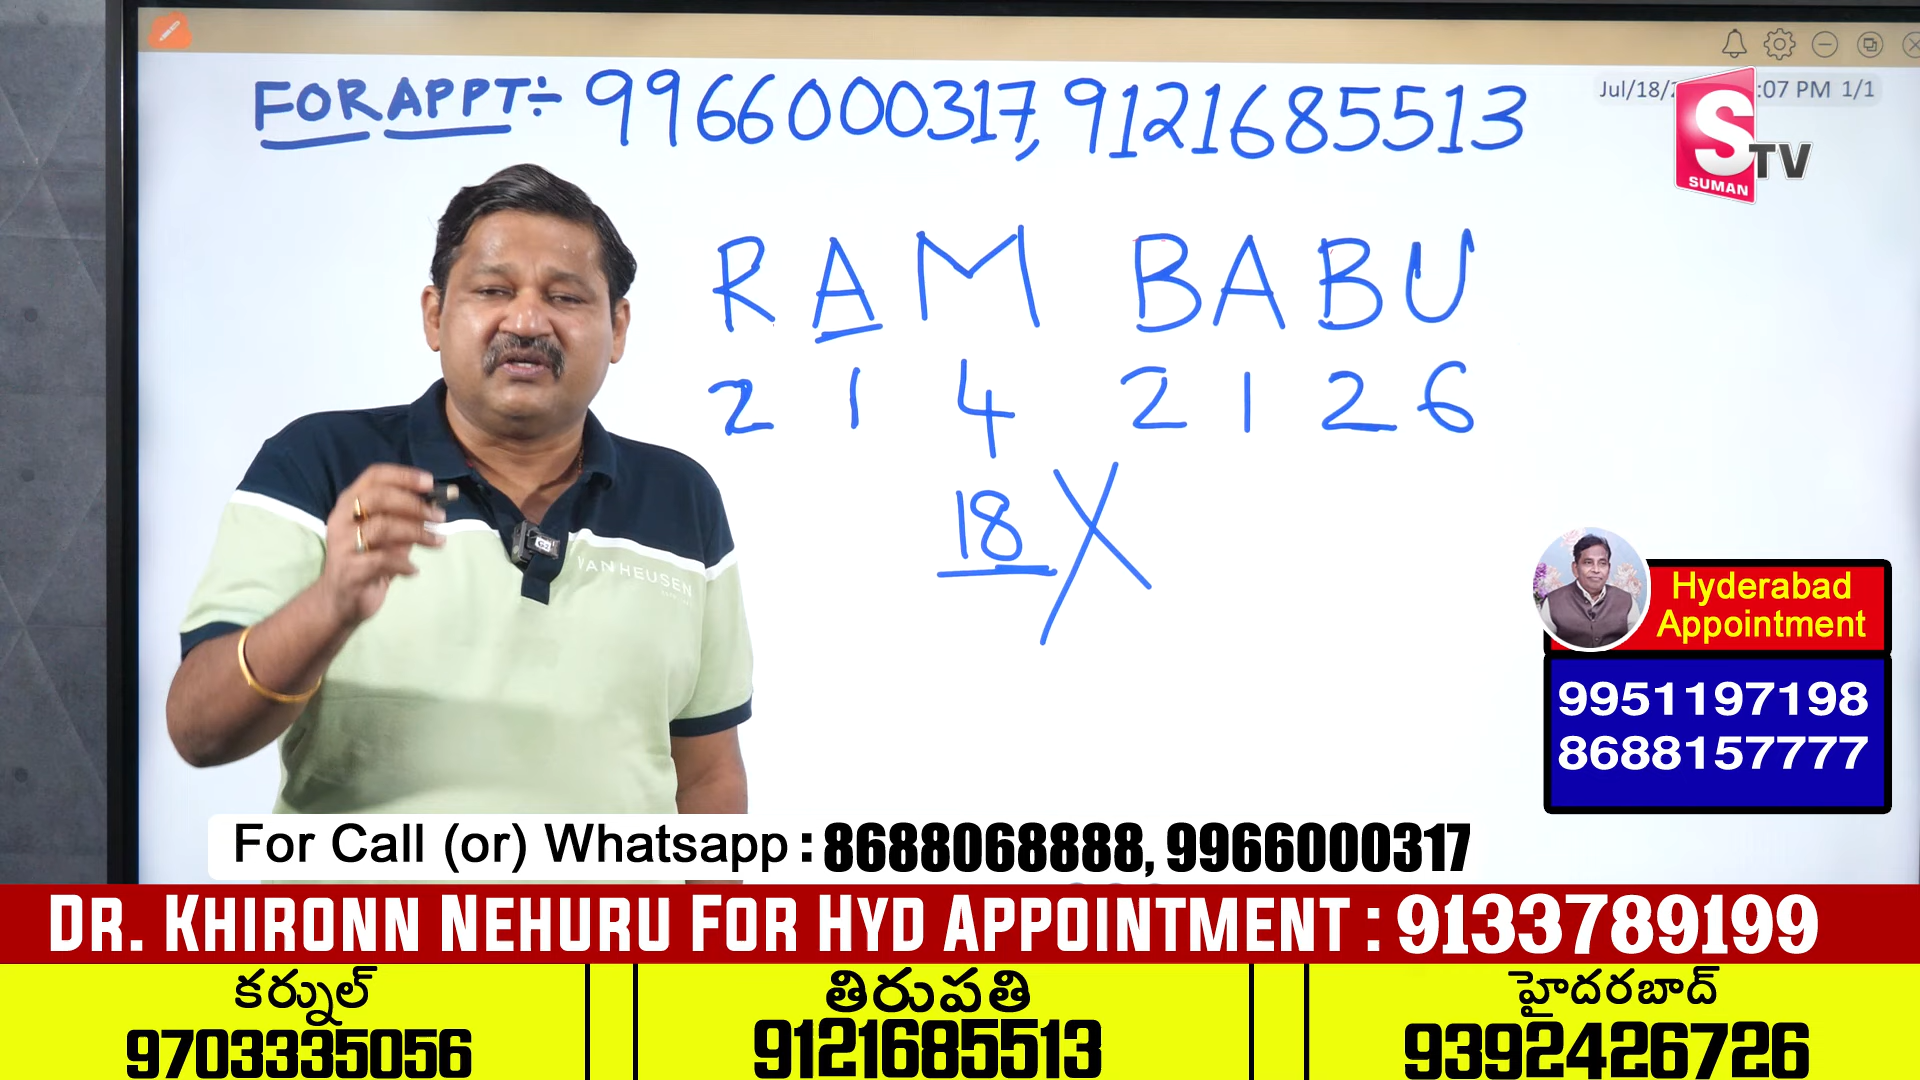 FOR APPT:- 9966000317, 9121685513
Jul/18/2 :07 PM 1/1
S
TV
SUMAN
RAM BABU
2 1 4 2 1 2 6
18 X
VAN HEUSEN
Hyderabad
Appointment
9951197198
8688157777
For Call (or) Whatsapp : 8688068888, 9966000317
DR. KHIRONN NEHURU FOR HYD APPOINTMENT : 9133789199
కర్నుల్ తిరుపతి హైదరబాద్
9703335056 9121685513 9392426726